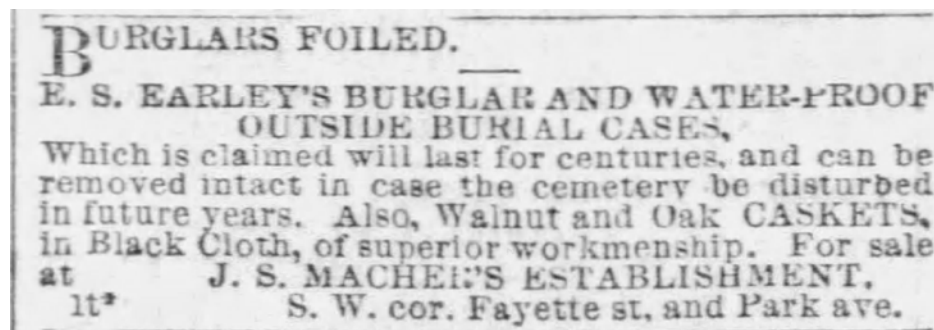 BURGLARS FOILED.
E. S. EARLEY'S BURGLAR AND WATER-PROOF
OUTSIDE BURIAL CASES,
Which is claimed will last for centuries, and can be
removed intact in case the cemetery be disturbed
in future years. Also, Walnut and Oak CASKETS,
in Black Cloth, of superior workmenship. For sale
at J. S. MACHER'S ESTABLISHMENT,
1t* S. W. cor. Fayette st. and Park ave.